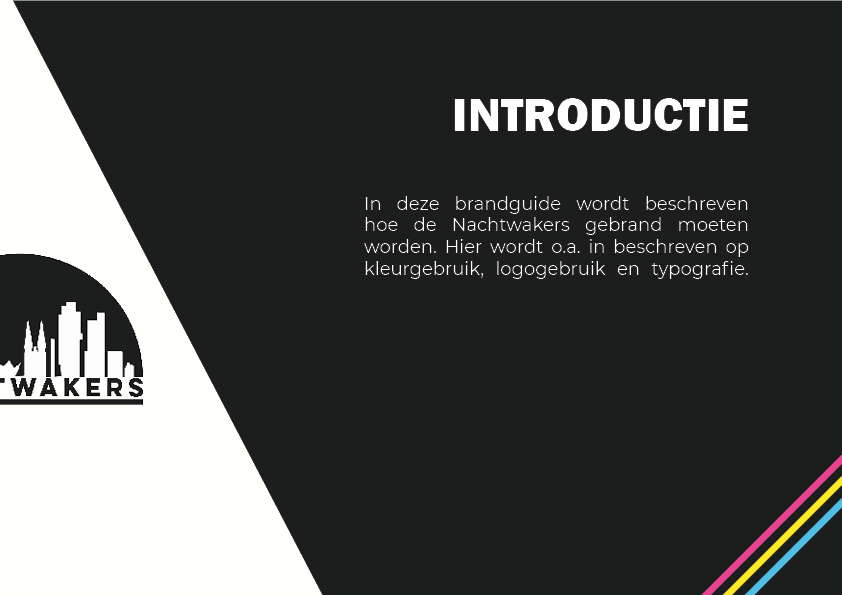 INTRODUCTIE
In deze brandguide wordt beschreven
hoe de Nachtwakers gebrand moeten
worden. Hier wordt o.a. in beschreven op
kleurgebruik, logogebruik en typografie.
TWAKERS